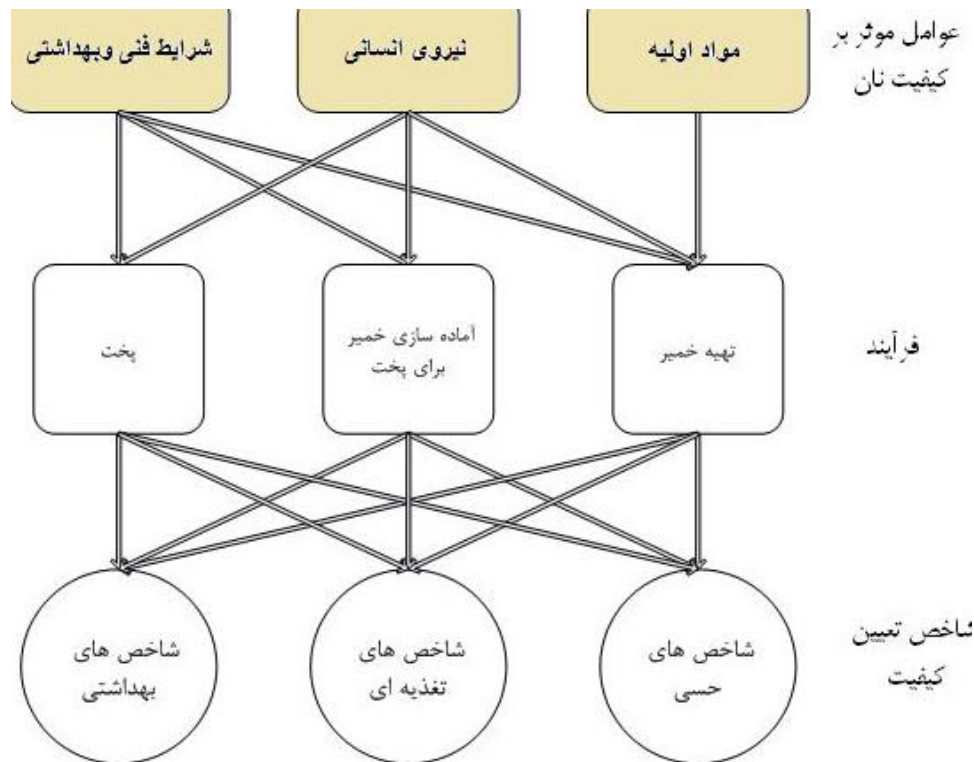 عوامل موثر بر
کیفیت نان
مواد اولیه
نیروی انسانی
شرایط فنی وبهداشتی
فرآیند
تهیه خمیر
آماده سازی خمیر
برای پخت
پخت
شاخص تعیین
کیفیت
شاخص های
حسی
شاخص های
تغذیه ای
شاخص های
بهداشتی